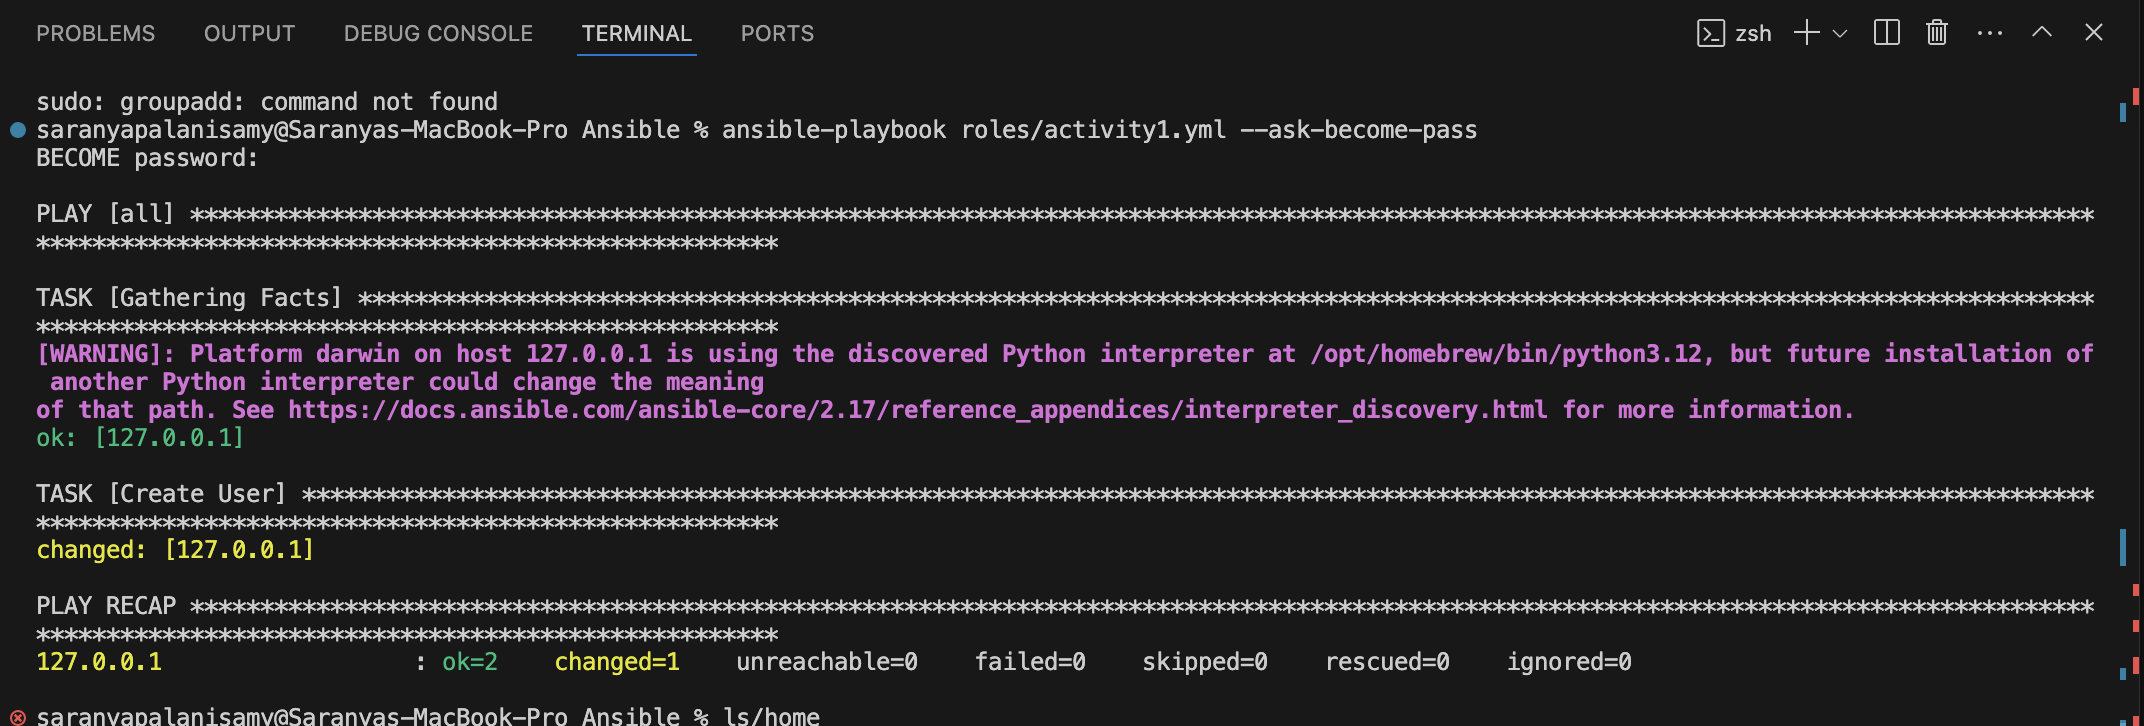 PROBLEMS OUTPUT DEBUG CONSOLE TERMINAL PORTS zsh
sudo: groupadd: command not found
saranyapalanisamy@Saranyas-MacBook-Pro Ansible % ansible-playbook roles/activity1.yml --ask-become-pass
BECOME password:
PLAY [all] ****************************************************************************************************************************************
*****************************************************
TASK [Gathering Facts] ****************************************************************************************************************************
*****************************************************
[WARNING]: Platform darwin on host 127.0.0.1 is using the discovered Python interpreter at /opt/homebrew/bin/python3.12, but future installation of
another Python interpreter could change the meaning
of that path. See https://docs.ansible.com/ansible-core/2.17/reference_appendices/interpreter_discovery.html for more information.
ok: [127.0.0.1]
TASK [Create User] ********************************************************************************************************************************
*****************************************************
changed: [127.0.0.1]
PLAY RECAP ****************************************************************************************************************************************
*****************************************************
127.0.0.1 : ok=2 changed=1 unreachable=0 failed=0 skipped=0 rescued=0 ignored=0
saranyapalanisamy@Saranyas-MacBook-Pro Ansible % ls/home